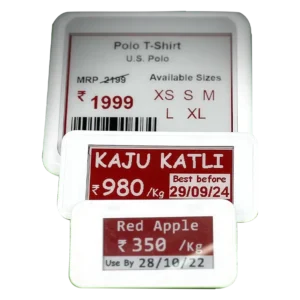 Polo T-Shirt
U.S. Polo
MRP 2199 Available Sizes
₹ 1999 XS S M
L XL
KAJU KATLI
₹980/Kg Best before 29/09/24
Red Apple
₹ 350 /Kg
Use By 28/10/22